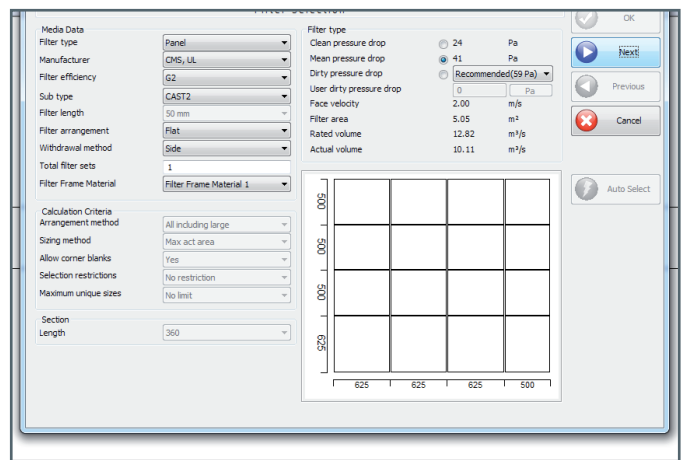 Filter Selection
Media Data
Filter type Panel
Manufacturer CMS, UL
Filter efficiency G2
Sub type CAST2
Filter length 50 mm
Filter arrangement Flat
Withdrawal method Side
Total filter sets 1
Filter Frame Material Filter Frame Material 1
Calculation Criteria
Arrangement method All including large
Sizing method Max act area
Allow corner blanks Yes
Selection restrictions No restriction
Maximum unique sizes No limit
Section
Length 360
Filter type
Clean pressure drop 24 Pa
Mean pressure drop 41 Pa
Dirty pressure drop Recommended(59 Pa)
User dirty pressure drop 0 Pa
Face velocity 2.00 m/s
Filter area 5.05 m²
Rated volume 12.82 m³/s
Actual volume 10.11 m³/s
500
500
500
625
625 625 625 500
OK
Next
Previous
Cancel
Auto Select